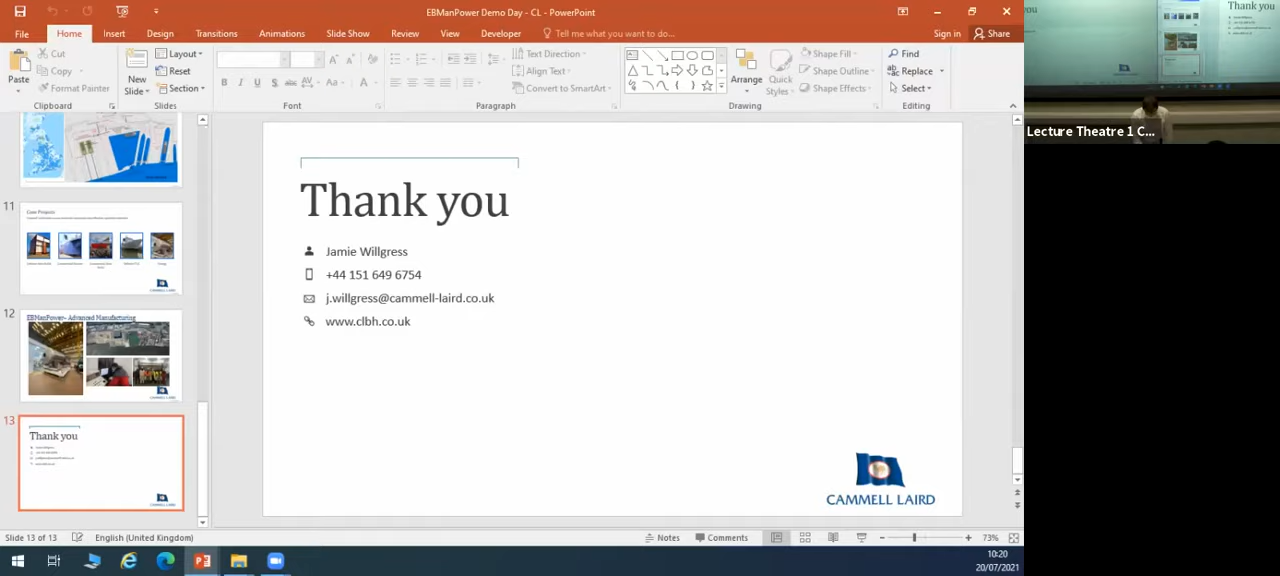 EBManPower Demo Day - CL - PowerPoint
File
Home
Insert
Design
Transitions
Animations
Slide Show
Review
View
Developer
Tell me what you want to do...
Sign in
Share
Paste
Cut
Copy
Format Painter
Clipboard
New Slide
Layout
Reset
Section
Slides
B I U S abc AV Aa A
Font
Text Direction
Align Text
Convert to SmartArt
Paragraph
Arrange
Quick Styles
Shape Fill
Shape Outline
Shape Effects
Drawing
Find
Replace
Select
Editing
11
12
EBManPower- Advanced Manufacturing
13
Thank you
Thank you
Jamie Willgress
+44 151 649 6754
j.willgress@cammell-laird.co.uk
www.clbh.co.uk
CAMMELL LAIRD
you
Thank you
Lecture Theatre 1 C...
Slide 13 of 13
English (United Kingdom)
Notes
Comments
73%
10:20
20/07/2021